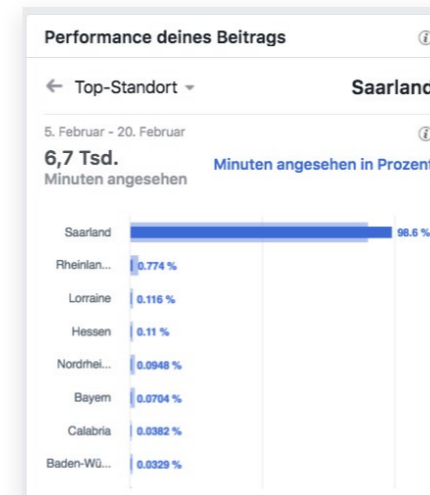 Performance deines Beitrags
Top-Standort
Saarland
5. Februar - 20. Februar
6,7 Tsd.
Minuten angesehen
Minuten angesehen in Prozent
Saarland 98.6 %
Rheinlan... 0.774 %
Lorraine 0.116 %
Hessen 0.11 %
Nordrhei... 0.0948 %
Bayern 0.0704 %
Calabria 0.0382 %
Baden-Wü... 0.0329 %